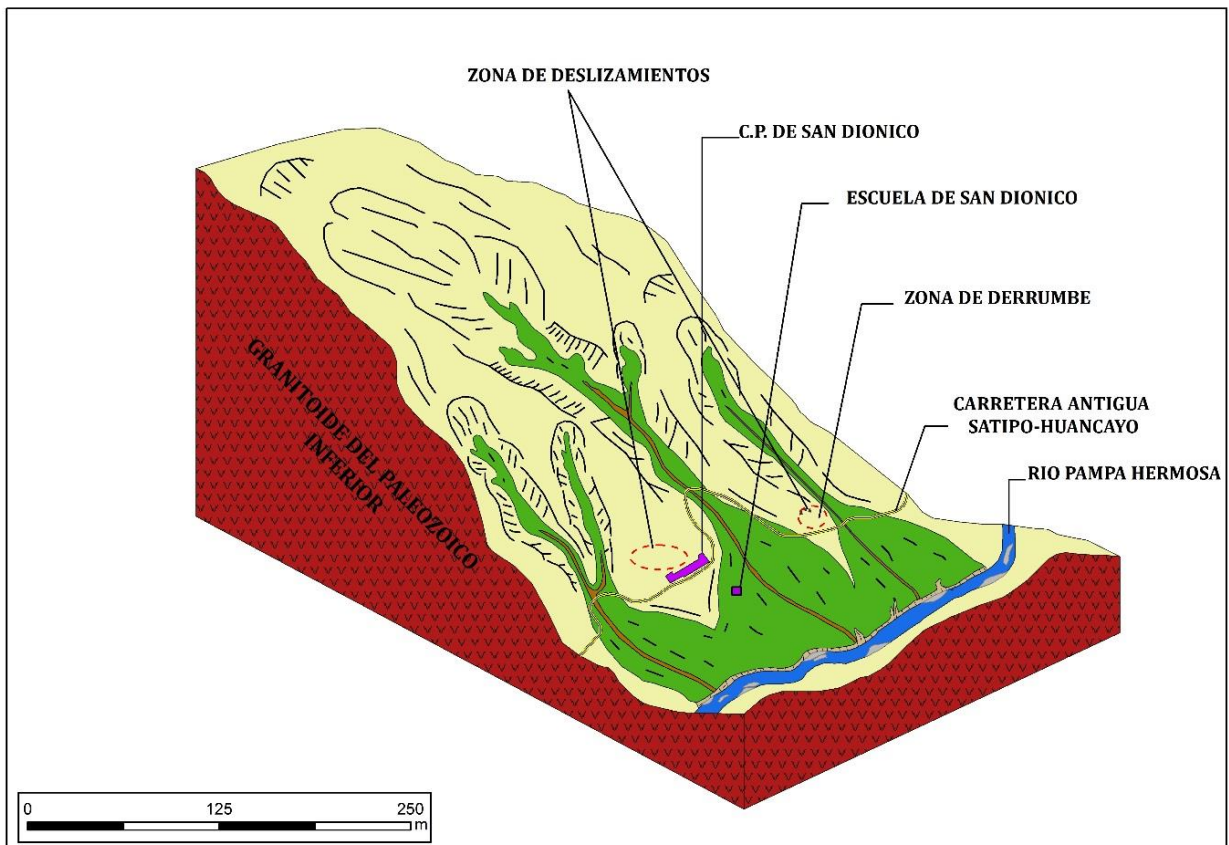 ZONA DE DESLIZAMIENTOS
C.P. DE SAN DIONICO
ESCUELA DE SAN DIONICO
ZONA DE DERRUMBE
CARRETERA ANTIGUA
SATIPO-HUANCAYO
RIO PAMPA HERMOSA
GRANITOIDE DEL PALEOZOICO
INFERIOR
0 125 250
m